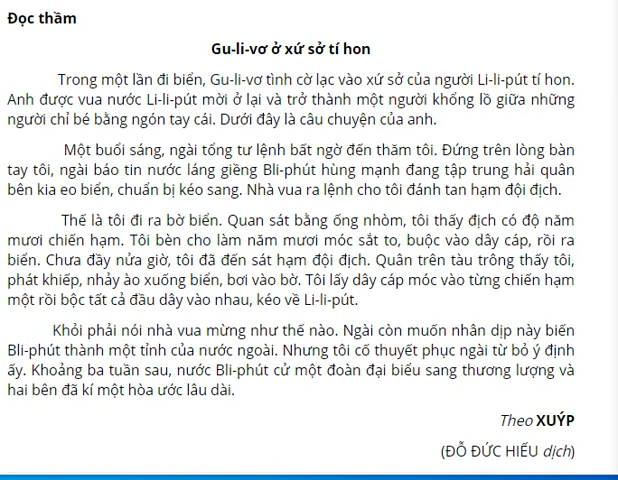 Đọc thầm
Gu-li-vơ ở xứ sở tí hon
Trong một lần đi biển, Gu-li-vơ tình cờ lạc vào xứ sở của người Li-li-pút tí hon.
Anh được vua nước Li-li-pút mời ở lại và trở thành một người khổng lồ giữa những
người chỉ bé bằng ngón tay cái. Dưới đây là câu chuyện của anh.
Một buổi sáng, ngài tổng tư lệnh bất ngờ đến thăm tôi. Đứng trên lòng bàn
tay tôi, ngài báo tin nước láng giềng Bli-phút hùng mạnh đang tập trung hải quân
bên kia eo biển, chuẩn bị kéo sang. Nhà vua ra lệnh cho tôi đánh tan hạm đội địch.
Thế là tôi đi ra bờ biển. Quan sát bằng ống nhòm, tôi thấy địch có độ năm
mươi chiến hạm. Tôi bèn cho làm năm mươi móc sắt to, buộc vào dây cáp, rồi ra
biển. Chưa đầy nửa giờ, tôi đã đến sát hạm đội địch. Quân trên tàu trông thấy tôi,
phát khiếp, nhảy ào xuống biển, bơi vào bờ. Tôi lấy dây cáp móc vào từng chiến hạm
một rồi bộc tất cả đầu dây vào nhau, kéo về Li-li-pút.
Khỏi phải nói nhà vua mừng như thế nào. Ngài còn muốn nhân dịp này biến
Bli-phút thành một tỉnh của nước ngoài. Nhưng tôi cố thuyết phục ngài từ bỏ ý định
ấy. Khoảng ba tuần sau, nước Bli-phút cử một đoàn đại biểu sang thương lượng và
hai bên đã kí một hòa ước lâu dài.
Theo XUÝP
(ĐỖ ĐỨC HIẾU dịch)